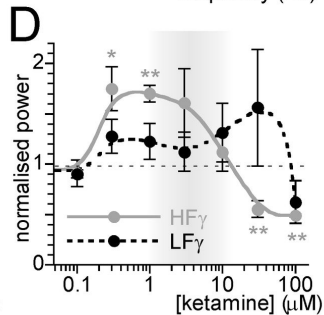 D
normalised power
2
1
0
* ** ** **
HFγ
LFγ
0.1 1 10 100
[ketamine] (µM)